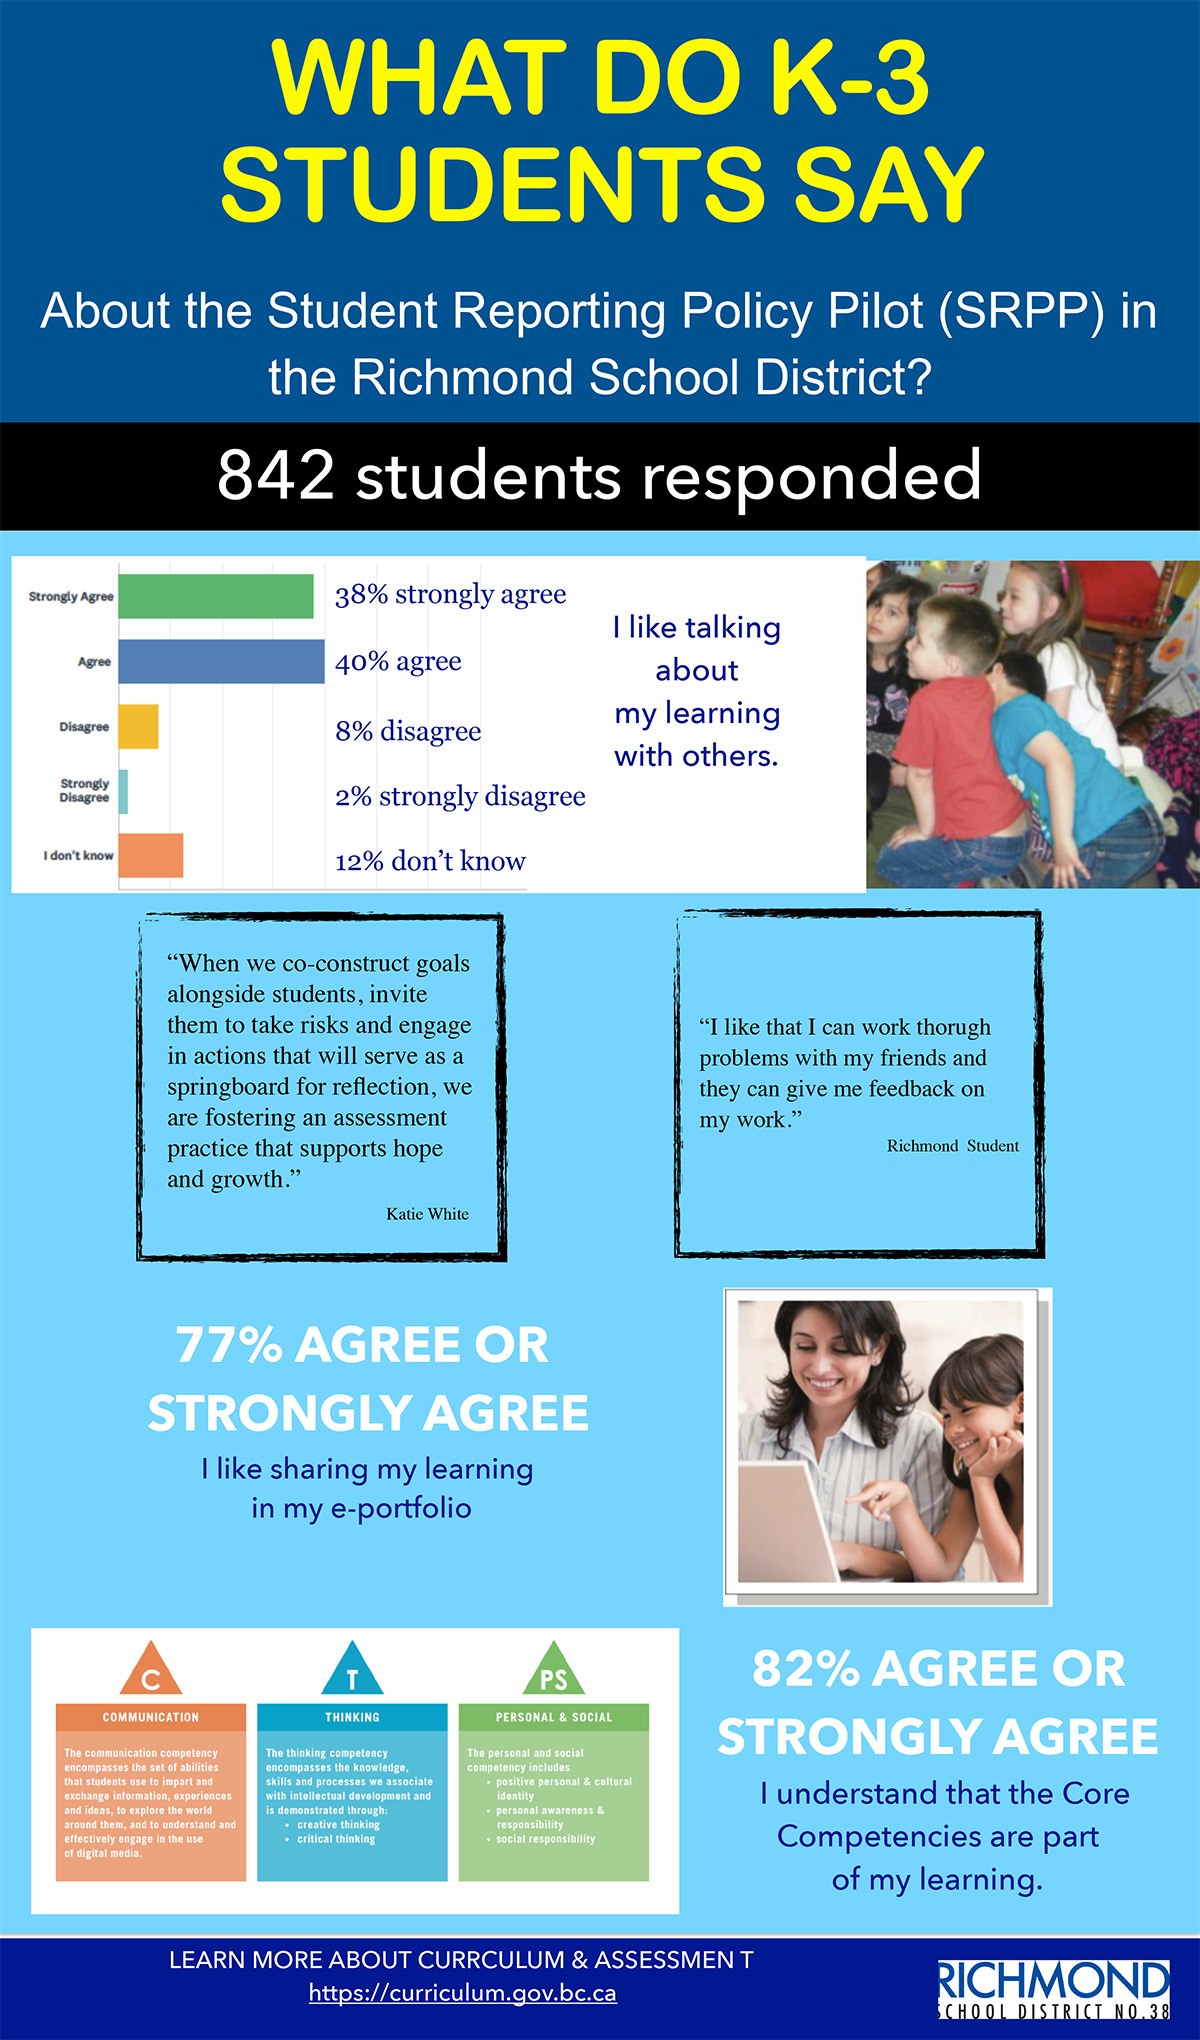 WHAT DO K-3
STUDENTS SAY
About the Student Reporting Policy Pilot (SRPP) in
the Richmond School District?
842 students responded
Strongly Agree
38% strongly agree
Agree
40% agree
Disagree
8% disagree
Strongly
Disagree
2% strongly disagree
I don't know
12% don't know
I like talking
about
my learning
with others.
“When we co-construct goals
alongside students, invite
them to take risks and engage
in actions that will serve as a
springboard for reflection, we
are fostering an assessment
practice that supports hope
and growth.”
Katie White
“I like that I can work thorugh
problems with my friends and
they can give me feedback on
my work.”
Richmond Student
77% AGREE OR
STRONGLY AGREE
I like sharing my learning
in my e-portfolio
C
COMMUNICATION
The communication competency
encompasses the set of abilities
that students use to impart and
exchange information, experiences
and ideas, to explore the world
around them, and to understand and
effectively engage in the use
of digital media.
T
THINKING
The thinking competency
encompasses the knowledge,
skills and processes we associate
with intellectual development and
is demonstrated through:
• creative thinking
• critical thinking
PS
PERSONAL & SOCIAL
The personal and social
competency includes
• positive personal & cultural
identity
• personal awareness &
responsibility
• social responsibility
82% AGREE OR
STRONGLY AGREE
I understand that the Core
Competencies are part
of my learning.
LEARN MORE ABOUT CURRCULUM & ASSESSMEN T
https://curriculum.gov.bc.ca
RICHMOND
SCHOOL DISTRICT NO.38